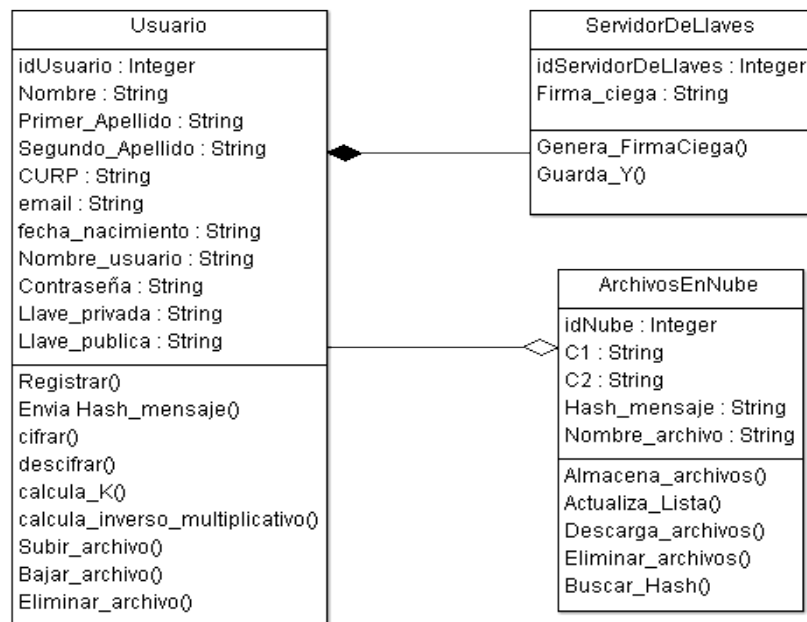 Usuario
idUsuario : Integer
Nombre : String
Primer_Apellido : String
Segundo_Apellido : String
CURP : String
email : String
fecha_nacimiento : String
Nombre_usuario : String
Contraseña : String
Llave_privada : String
Llave_publica : String
Registrar()
Envia Hash_mensaje()
cifrar()
descifrar()
calcula_K()
calcula_inverso_multiplicativo()
Subir_archivo()
Bajar_archivo()
Eliminar_archivo()
ServidorDeLlaves
idServidorDeLlaves : Integer
Firma_ciega : String
Genera_FirmaCiega()
Guarda_Y()
ArchivosEnNube
idNube : Integer
C1 : String
C2 : String
Hash_mensaje : String
Nombre_archivo : String
Almacena_archivos()
Actualiza_Lista()
Descarga_archivos()
Eliminar_archivos()
Buscar_Hash()